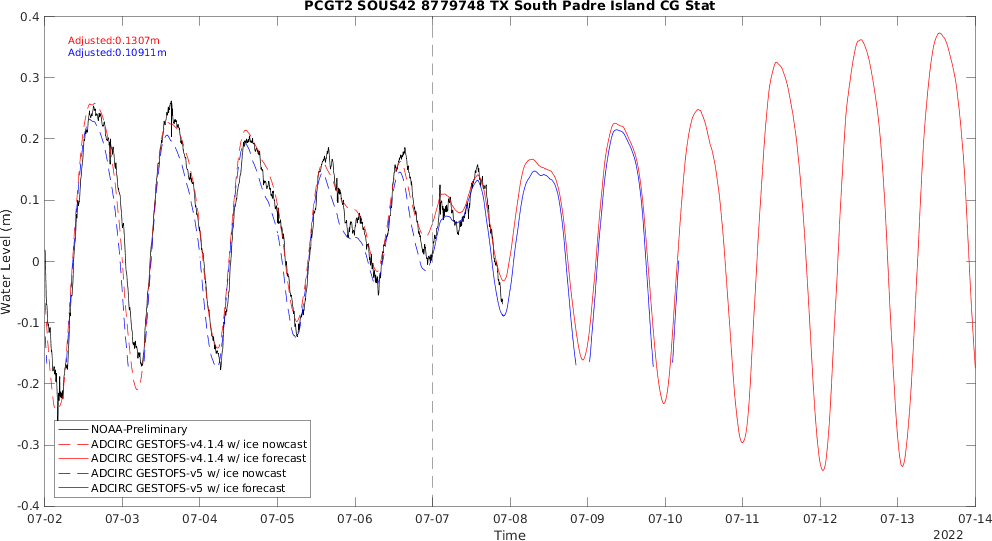 PCGT2 SOUS42 8779748 TX South Padre Island CG Stat
Adjusted:0.1307m
Adjusted:0.10911m
0.4
0.3
0.2
0.1
0
-0.1
-0.2
-0.3
-0.4
Water Level (m)
NOAA-Preliminary
ADCIRC GESTOFS-v4.1.4 w/ ice nowcast
ADCIRC GESTOFS-v4.1.4 w/ ice forecast
ADCIRC GESTOFS-v5 w/ ice nowcast
ADCIRC GESTOFS-v5 w/ ice forecast
07-02 07-03 07-04 07-05 07-06 07-07 07-08 07-09 07-10 07-11 07-12 07-13 07-14
Time
2022